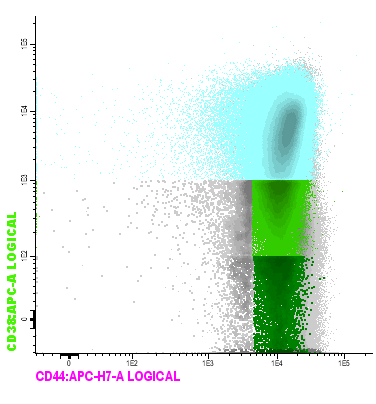 1E5
1E4
1E3
1E2
0
CD38:APC-A LOGICAL
0
1E2
1E3
1E4
1E5
CD44:APC-H7-A LOGICAL